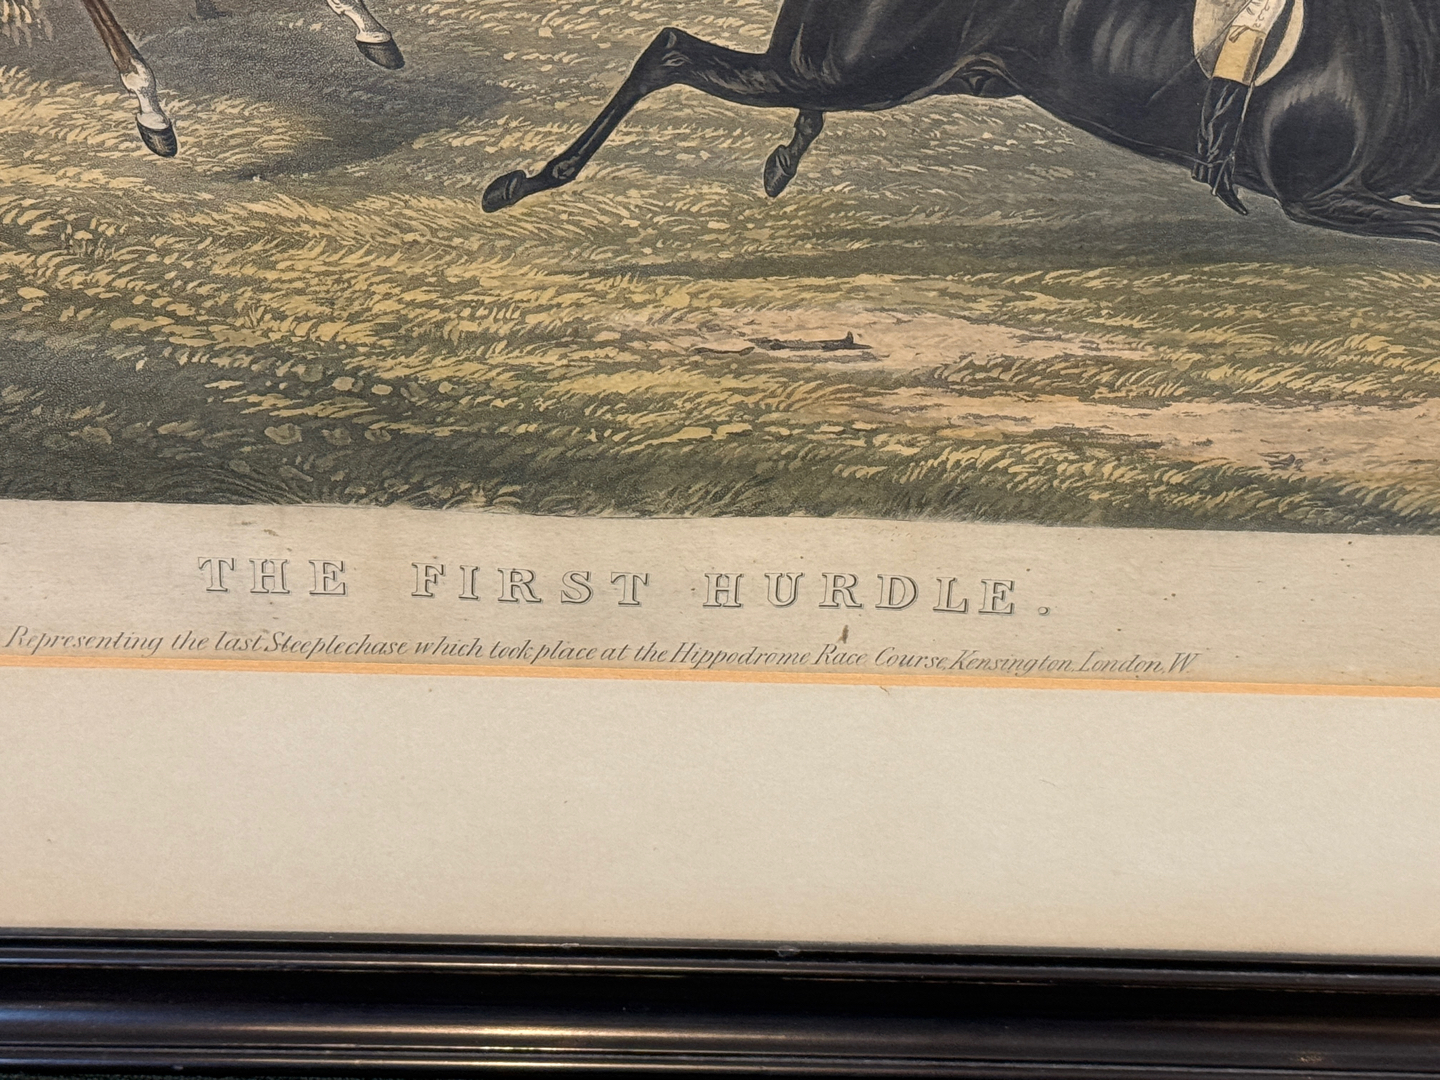 THE FIRST HURDLE.
Representing the last Steeplechase which took place at the Hippodrome Race Course, Kensington, London, W.